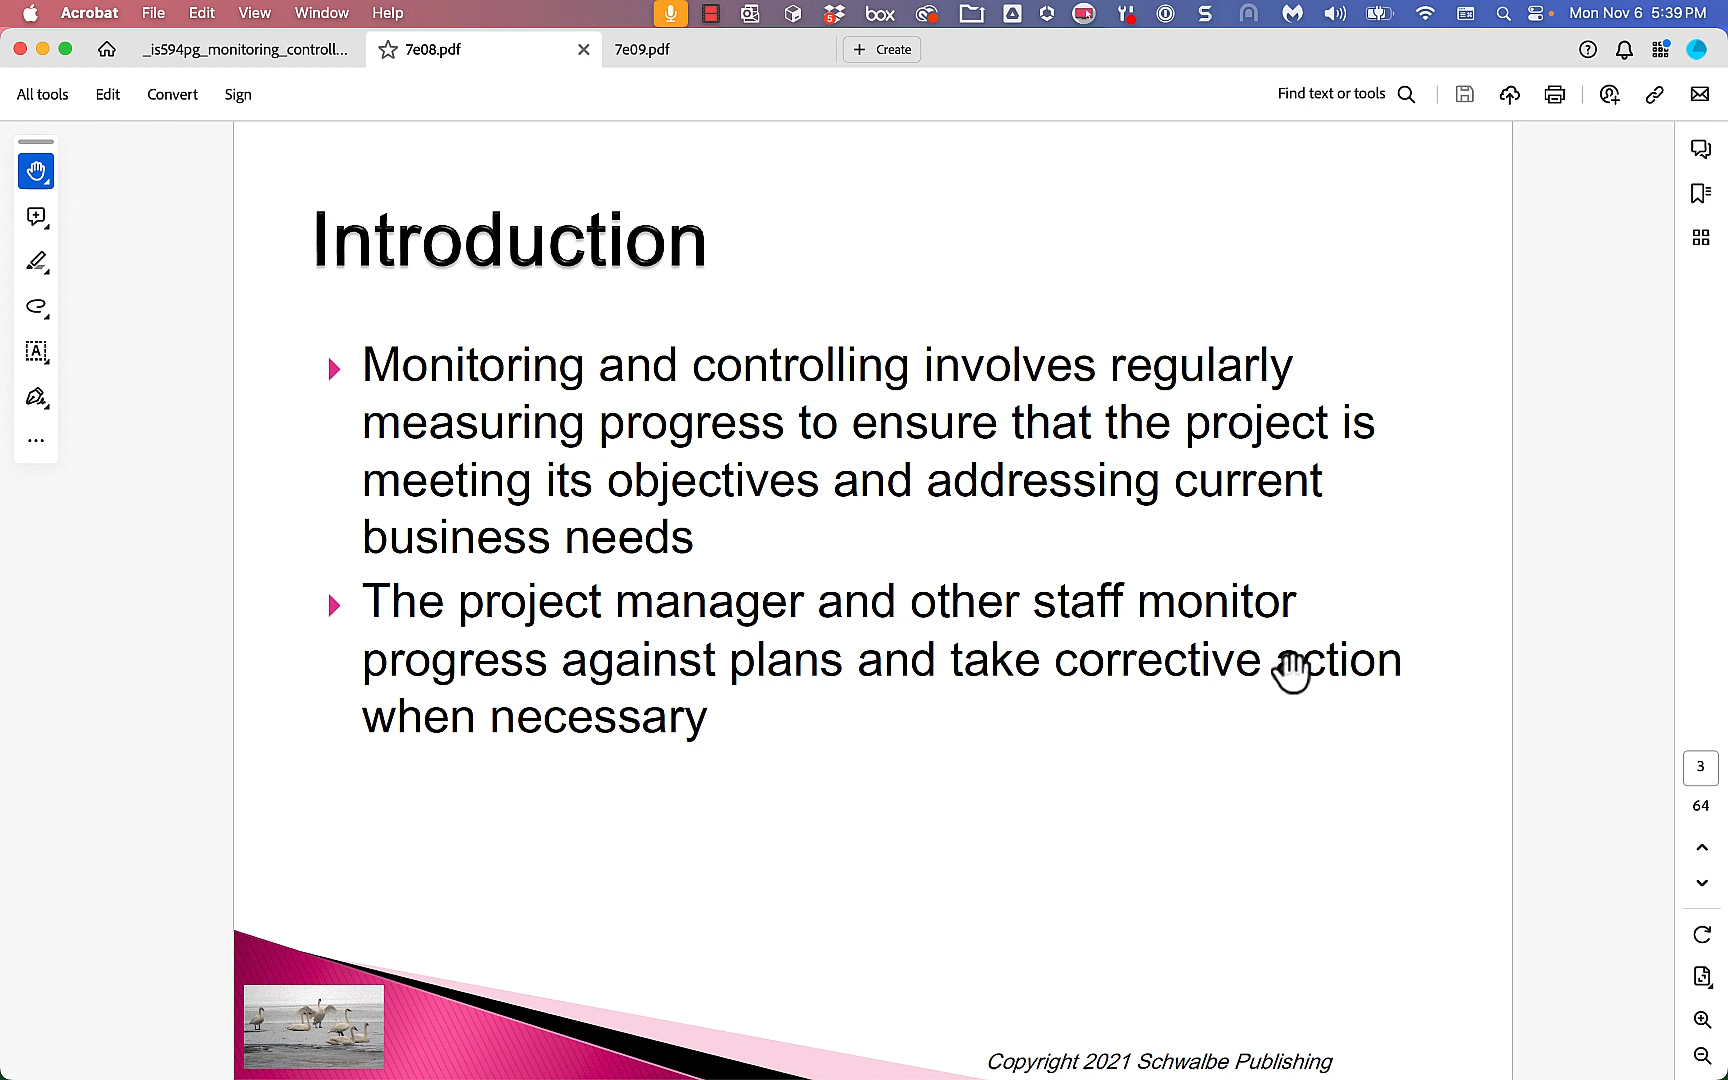 Acrobat File Edit View Window Help box Mon Nov 6 5:39 PM
_is594pg_monitoring_controll... 7e08.pdf 7e09.pdf Create
All tools Edit Convert Sign Find text or tools
Introduction
Monitoring and controlling involves regularly
measuring progress to ensure that the project is
meeting its objectives and addressing current
business needs
The project manager and other staff monitor
progress against plans and take corrective action
when necessary
3
64
Copyright 2021 Schwalbe Publishing